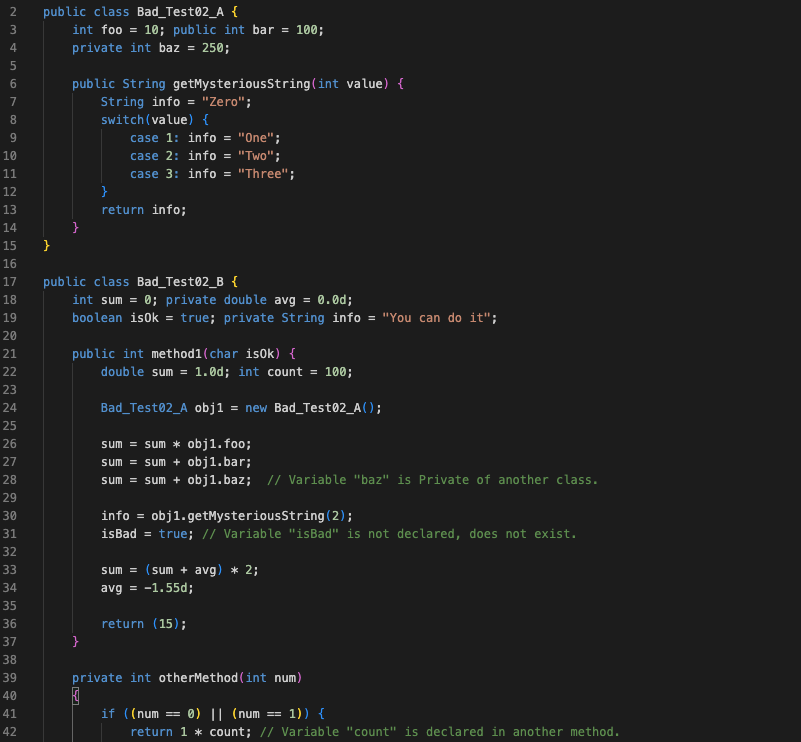 2 public class Bad_Test02_A {
3     int foo = 10; public int bar = 100;
4     private int baz = 250;
5
6     public String getMysteriousString(int value) {
7         String info = "Zero";
8         switch(value) {
9             case 1: info = "One";
10             case 2: info = "Two";
11             case 3: info = "Three";
12         }
13         return info;
14     }
15 }
16
17 public class Bad_Test02_B {
18     int sum = 0; private double avg = 0.0d;
19     boolean isOk = true; private String info = "You can do it";
20
21     public int method1(char isOk) {
22         double sum = 1.0d; int count = 100;
23
24         Bad_Test02_A obj1 = new Bad_Test02_A();
25
26         sum = sum * obj1.foo;
27         sum = sum + obj1.bar;
28         sum = sum + obj1.baz;  // Variable "baz" is Private of another class.
29
30         info = obj1.getMysteriousString(2);
31         isBad = true; // Variable "isBad" is not declared, does not exist.
32
33         sum = (sum + avg) * 2;
34         avg = -1.55d;
35
36         return (15);
37     }
38
39     private int otherMethod(int num)
40     {
41         if ((num == 0) || (num == 1)) {
42             return 1 * count; // Variable "count" is declared in another method.